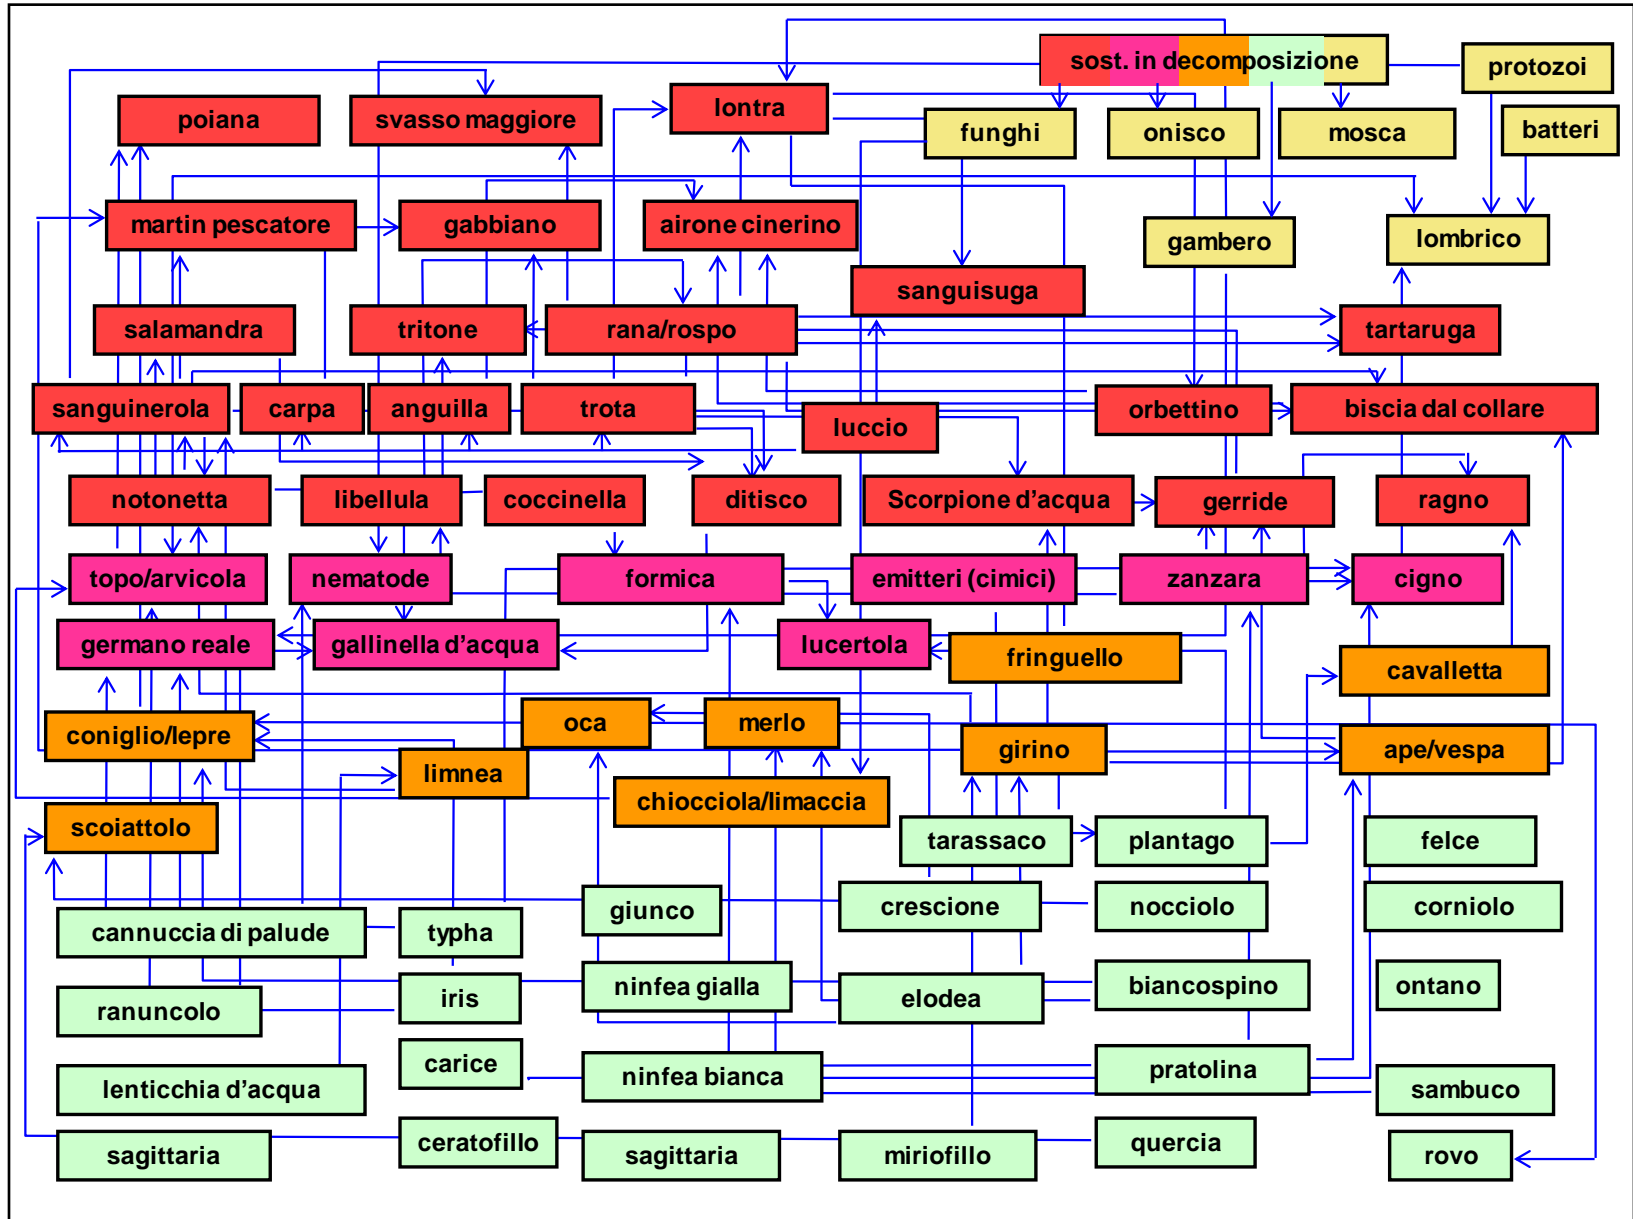 sost. in decomposizione
protozoi
poiana
svasso maggiore
lontra
funghi
onisco
mosca
batteri
martin pescatore
gabbiano
airone cinerino
gambero
lombrico
sanguisuga
salamandra
tritone
rana/rospo
tartaruga
sanguinerola
carpa
anguilla
trota
luccio
orbettino
biscia dal collare
notonetta
libellula
coccinella
ditisco
Scorpione d'acqua
gerride
ragno
topo/arvicola
nematode
formica
emitteri (cimici)
zanzara
cigno
germano reale
gallinella d'acqua
lucertola
fringuello
cavalletta
coniglio/lepre
oca
merlo
girino
ape/vespa
limnea
chiocciola/limaccia
scoiattolo
tarassaco
plantago
felce
giunco
crescione
nocciolo
corniolo
cannuccia di palude
typha
ninfea gialla
elodea
biancospino
ontano
ranuncolo
iris
carice
ninfea bianca
pratolina
sambuco
lenticchia d'acqua
sagittaria
ceratofillo
sagittaria
miriofillo
quercia
rovo